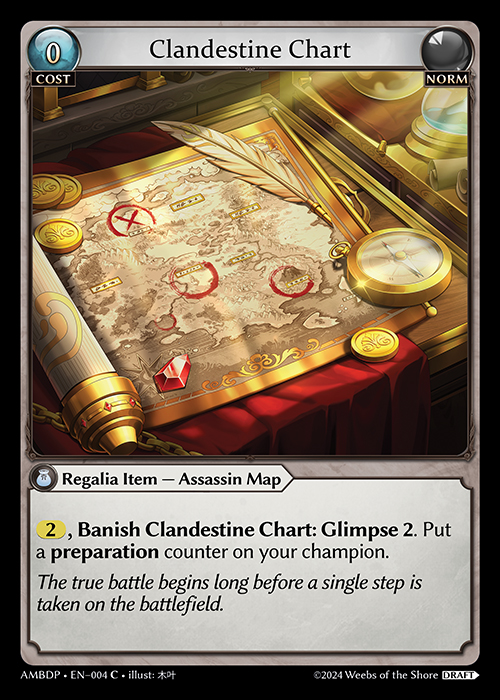 0
Clandestine Chart
COST
NORM
Regalia Item — Assassin Map
2, Banish Clandestine Chart: Glimpse 2. Put
a preparation counter on your champion.
The true battle begins long before a single step is
taken on the battlefield.
AMBDP • EN–004 C • illust: 木叶
©2024 Weebs of the Shore DRAFT